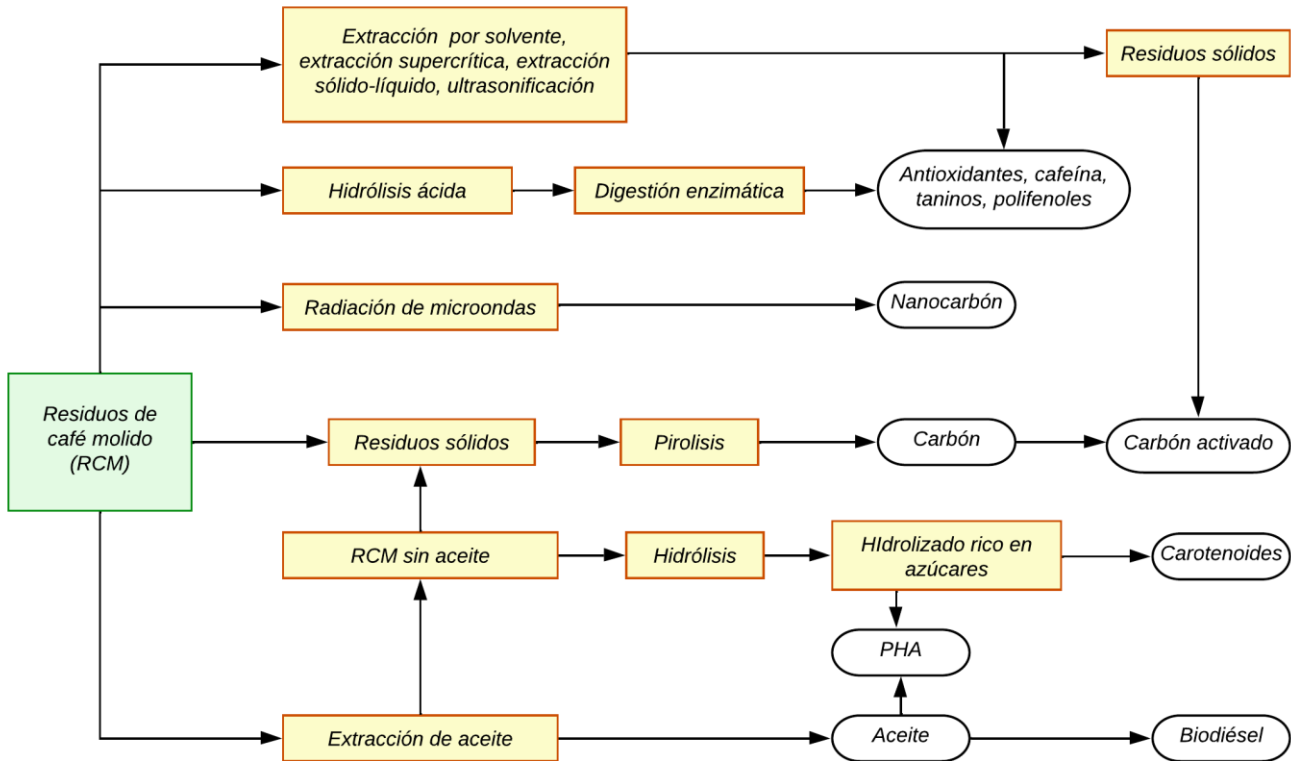 Extracción por solvente,
extracción supercrítica, extracción
sólido-líquido, ultrasonificación
Residuos sólidos
Hidrólisis ácida
Digestión enzimática
Antioxidantes, cafeína,
taninos, polifenoles
Radiación de microondas
Nanocarbón
Residuos de
café molido
(RCM)
Residuos sólidos
Pirolisis
Carbón
Carbón activado
RCM sin aceite
Hidrólisis
HIdrolizado rico en
azúcares
Carotenoides
PHA
Extracción de aceite
Aceite
Biodiésel